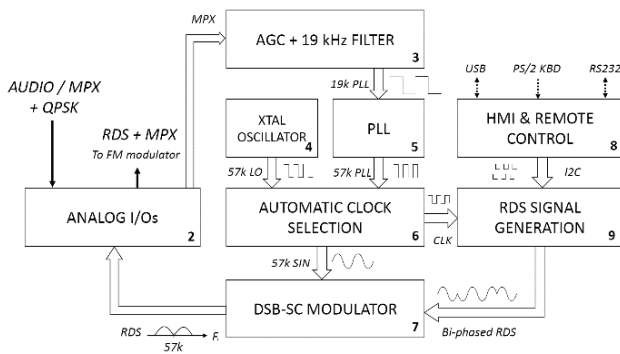 MPX
AGC + 19 kHz FILTER
3
AUDIO / MPX
+ QPSK
RDS + MPX
To FM modulator
19k PLL
USB
PS/2 KBD
RS232
XTAL
OSCILLATOR
4
PLL
5
HMI & REMOTE
CONTROL
8
57k LO
57k PLL
I2C
ANALOG I/Os
2
AUTOMATIC CLOCK
SELECTION
6
CLK
RDS SIGNAL
GENERATION
9
57k SIN
DSB-SC MODULATOR
7
Bi-phased RDS
RDS
57k
F.